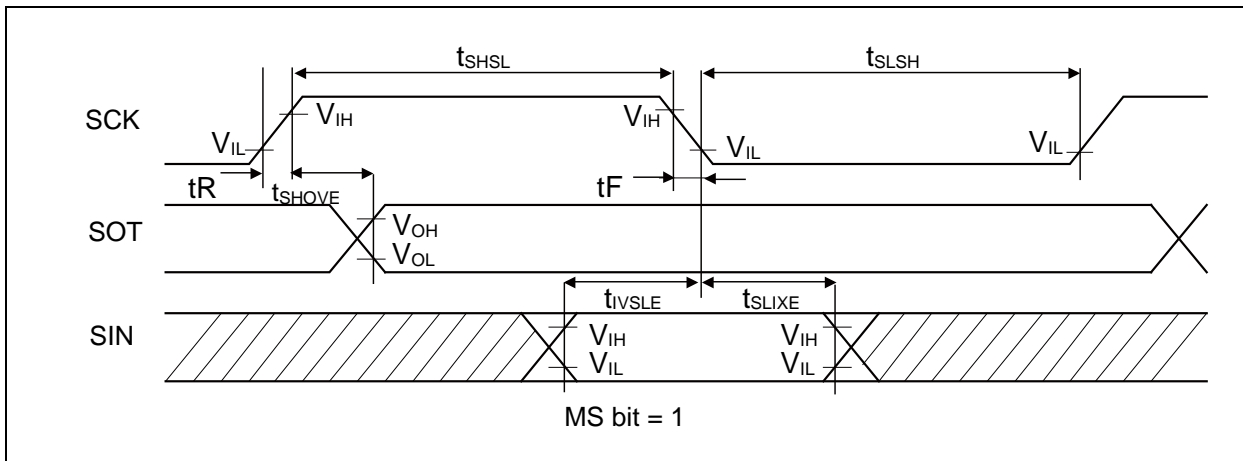 tSHSL
tSLSH
SCK
VIH
VIH
VIL
VIL
VIL
tR
tSHOVE
tF
SOT
VOH
VOL
tIVSLE
tSLIXE
SIN
VIH
VIH
VIL
VIL
MS bit = 1